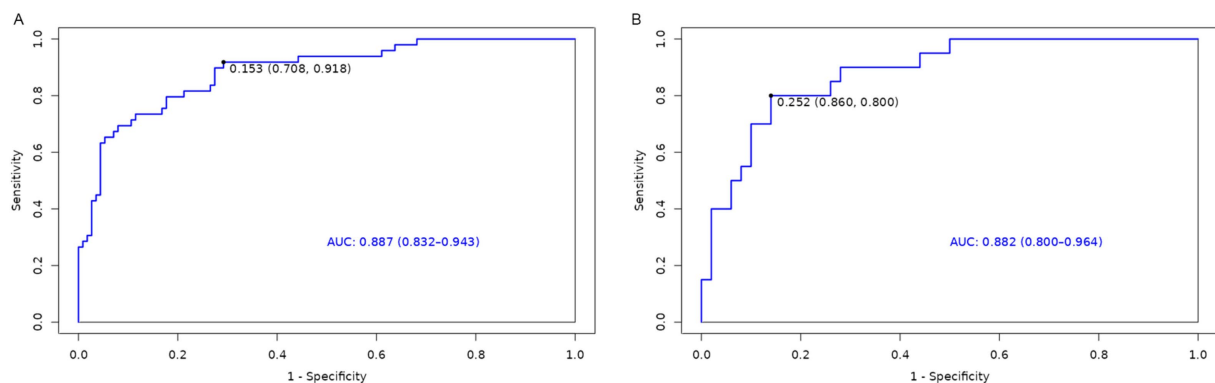 A
1.0
0.8
0.6
0.4
0.2
0.0
Sensitivity
0.153 (0.708, 0.918)
AUC: 0.887 (0.832–0.943)
0.0 0.2 0.4 0.6 0.8 1.0
1 - Specificity
B
1.0
0.8
0.6
0.4
0.2
0.0
Sensitivity
0.252 (0.860, 0.800)
AUC: 0.882 (0.800–0.964)
0.0 0.2 0.4 0.6 0.8 1.0
1 - Specificity